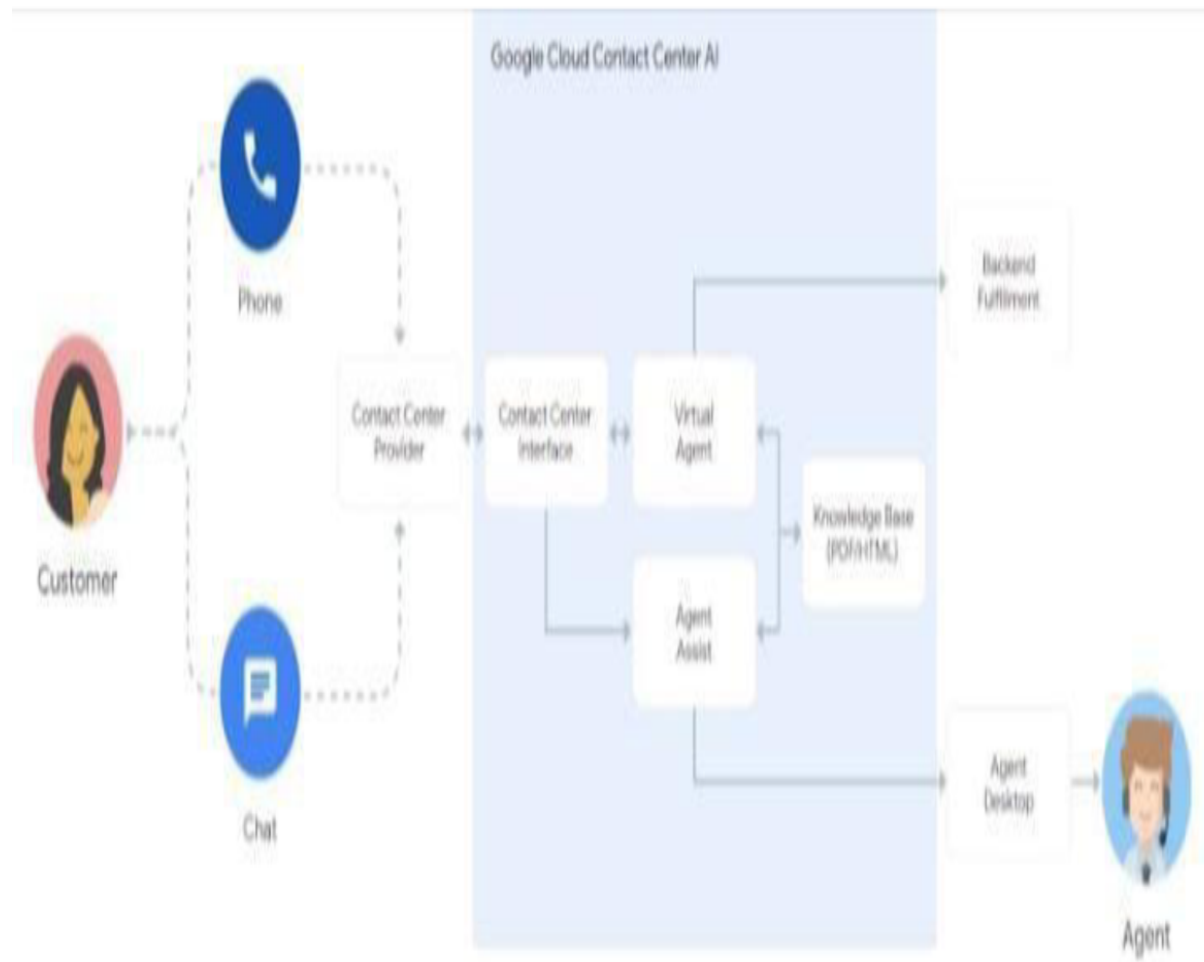 Google Cloud Contact Center AI
Phone
Backend
Fulfillment
Contact Center
Provider
Contact Center
Interface
Virtual
Agent
Knowledge Base
(PDF/HTML)
Customer
Agent
Assist
Agent
Desktop
Chat
Agent